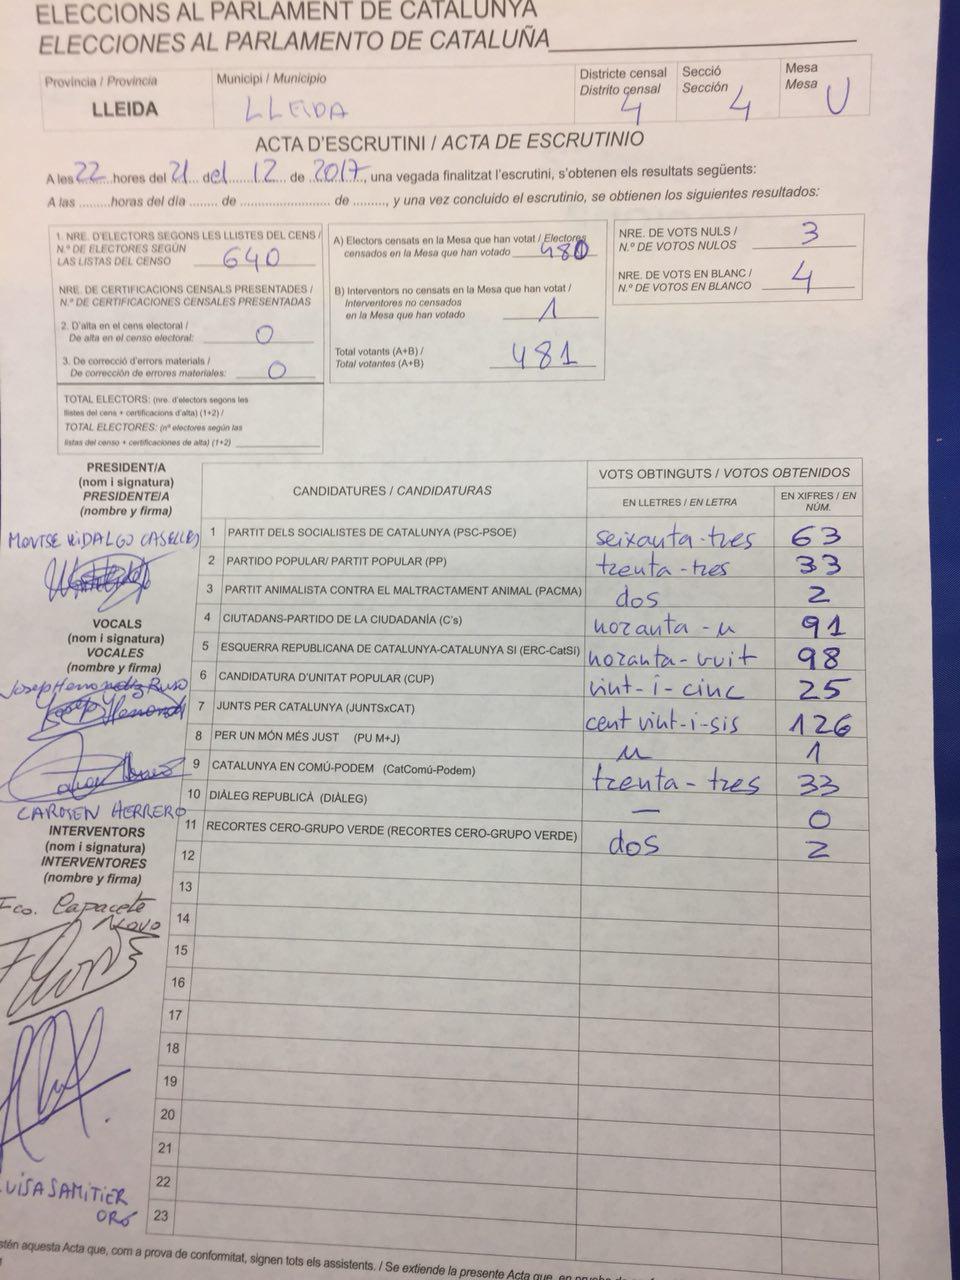 ELECCIONS AL PARLAMENT DE CATALUNYA
ELECCIONES AL PARLAMENTO DE CATALUÑA
Provincia / Provincia
LLEIDA
Municipi / Municipio
LLEIDA
Districte censal
Distrito censal
4
Secció
Sección
4
Mesa
Mesa
U
ACTA D'ESCRUTINI / ACTA DE ESCRUTINIO
A les 22 hores del 21 del 12 de 2017, una vegada finalitzat l'escrutini, s'obtenen els resultats següents:
A las ......... horas del día ....... de ....................... de ........., y una vez concluido el escrutinio, se obtienen los siguientes resultados:
1. NRE. D'ELECTORS SEGONS LES LLISTES DEL CENS /
N.º DE ELECTORES SEGÚN
LAS LISTAS DEL CENSO 640
NRE. DE CERTIFICACIONS CENSALS PRESENTADES /
N.º DE CERTIFICACIONES CENSALES PRESENTADAS
2. D'alta en el cens electoral /
De alta en el censo electoral: 0
3. De correcció d'errors materials /
De corrección de errores materiales: 0
TOTAL ELECTORS: (nre. d'electors segons les
llistes del cens + certificacions d'alta) (1+2) /
TOTAL ELECTORES: (nº electores según las
listas del censo + certificaciones de alta) (1+2)
A) Electors censats en la Mesa que han votat / Electores
censados en la Mesa que han votado 480
B) Interventors no censats en la Mesa que han votat /
Interventores no censados
en la Mesa que han votado 1
Total votants (A+B) /
Total votantes (A+B) 481
NRE. DE VOTS NULS /
N.º DE VOTOS NULOS 3
NRE. DE VOTS EN BLANC /
N.º DE VOTOS EN BLANCO 4
PRESIDENT/A
(nom i signatura)
PRESIDENTE/A
(nombre y firma)
MONTSE VIDALGO CASELLES
VOCALS
(nom i signatura)
VOCALES
(nombre y firma)
CARMEN HERRERO
INTERVENTORS
(nom i signatura)
INTERVENTORES
(nombre y firma)
Fco. Capacete
LUISA SAMITIER
ORÓ
CANDIDATURES / CANDIDATURAS
VOTS OBTINGUTS / VOTOS OBTENIDOS
EN LLETRES / EN LETRA
EN XIFRES / EN NÚM.
1 PARTIT DELS SOCIALISTES DE CATALUNYA (PSC-PSOE) seixanta-tres 63
2 PARTIDO POPULAR/ PARTIT POPULAR (PP) trenta-tres 33
3 PARTIT ANIMALISTA CONTRA EL MALTRACTAMENT ANIMAL (PACMA) dos 2
4 CIUTADANS-PARTIDO DE LA CIUDADANÍA (C's) noranta-u 91
5 ESQUERRA REPUBLICANA DE CATALUNYA-CATALUNYA SI (ERC-CatSí) noranta-vuit 98
6 CANDIDATURA D'UNITAT POPULAR (CUP) vint-i-cinc 25
7 JUNTS PER CATALUNYA (JUNTSxCAT) cent vint-i-sis 126
8 PER UN MÓN MÉS JUST (PU M+J) u 1
9 CATALUNYA EN COMÚ-PODEM (CatComú-Podem) trenta-tres 33
10 DIÀLEG REPUBLICÀ (DIÀLEG) — 0
11 RECORTES CERO-GRUPO VERDE (RECORTES CERO-GRUPO VERDE) dos 2
12
13
14
15
16
17
18
19
20
21
22
23
stén aquesta Acta que, com a prova de conformitat, signen tots els assistents. / Se extiende la presente Acta que, en